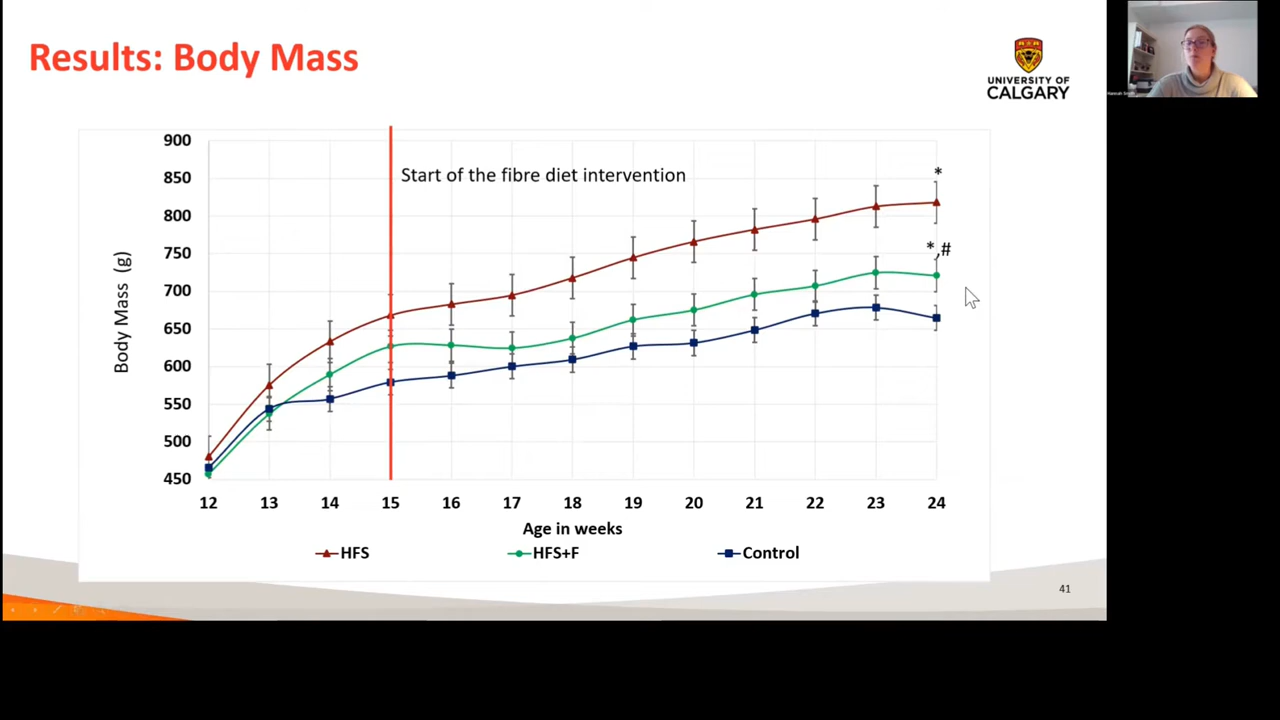 Results: Body Mass
UNIVERSITY OF
CALGARY
900
850
800
750
700
650
600
550
500
450
Body Mass (g)
Start of the fibre diet intervention
*
*,#
12 13 14 15 16 17 18 19 20 21 22 23 24
Age in weeks
HFS HFS+F Control
41